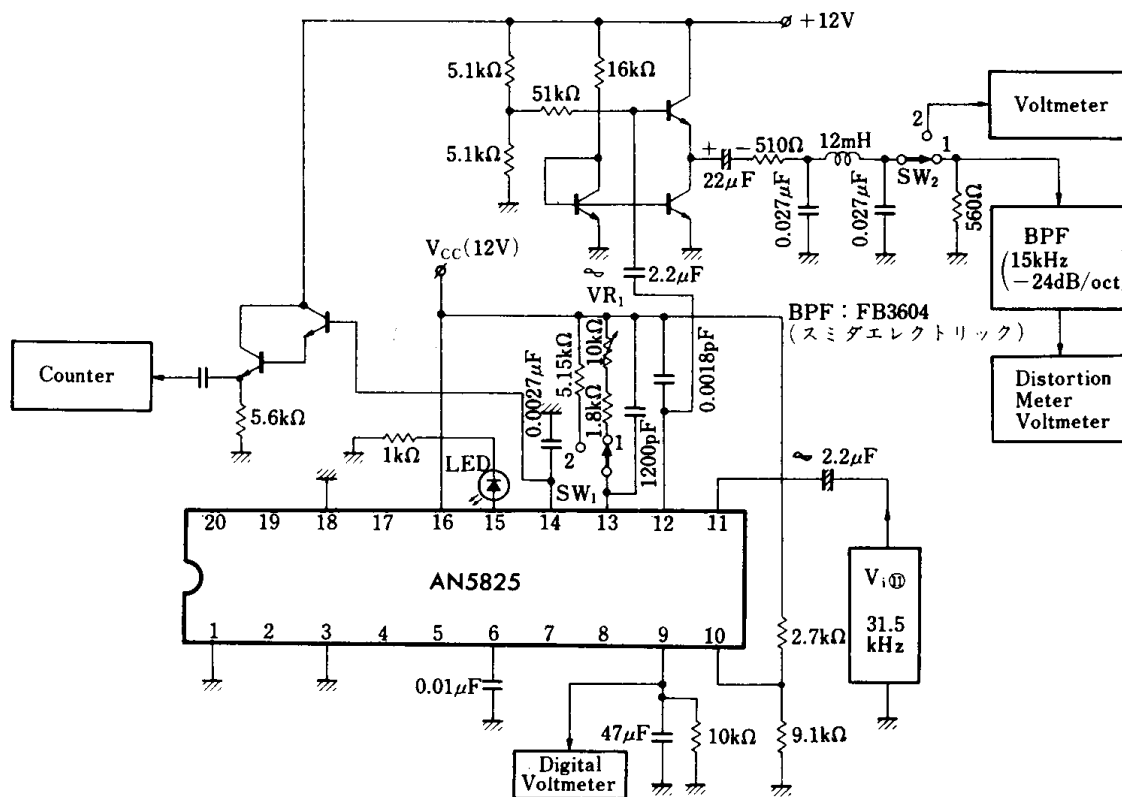 +12V
5.1kΩ
16kΩ
51kΩ
5.1kΩ
+
−
510Ω
22μF
12mH
0.027μF
0.027μF
2
1
SW₂
560Ω
Voltmeter
BPF
(15kHz
−24dB/oct)
BPF：FB3604
(スミダエレクトリック)
Distortion
Meter
Voltmeter
V_CC(12V)
2.2μF
VR₁
Counter
5.6kΩ
0.0027μF
5.15kΩ
10kΩ
1.8kΩ
1200pF
0.0018pF
1kΩ
LED
2
1
SW₁
2.2μF
20 19 18 17 16 15 14 13 12 11
AN5825
1 2 3 4 5 6 7 8 9 10
V_i⑪
31.5
kHz
2.7kΩ
0.01μF
47μF
10kΩ
9.1kΩ
Digital
Voltmeter